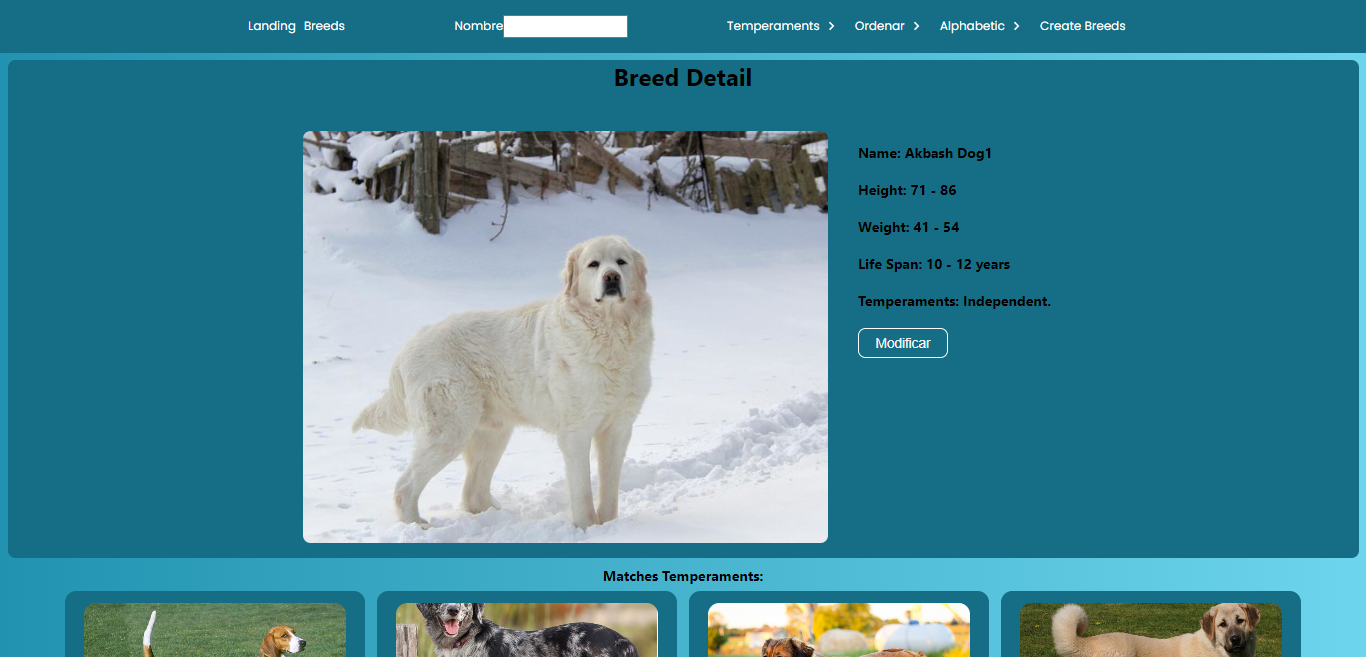 Landing Breeds Nombre Temperaments Ordenar Alphabetic Create Breeds
Breed Detail
Name: Akbash Dog1
Height: 71 - 86
Weight: 41 - 54
Life Span: 10 - 12 years
Temperaments: Independent.
Modificar
Matches Temperaments: